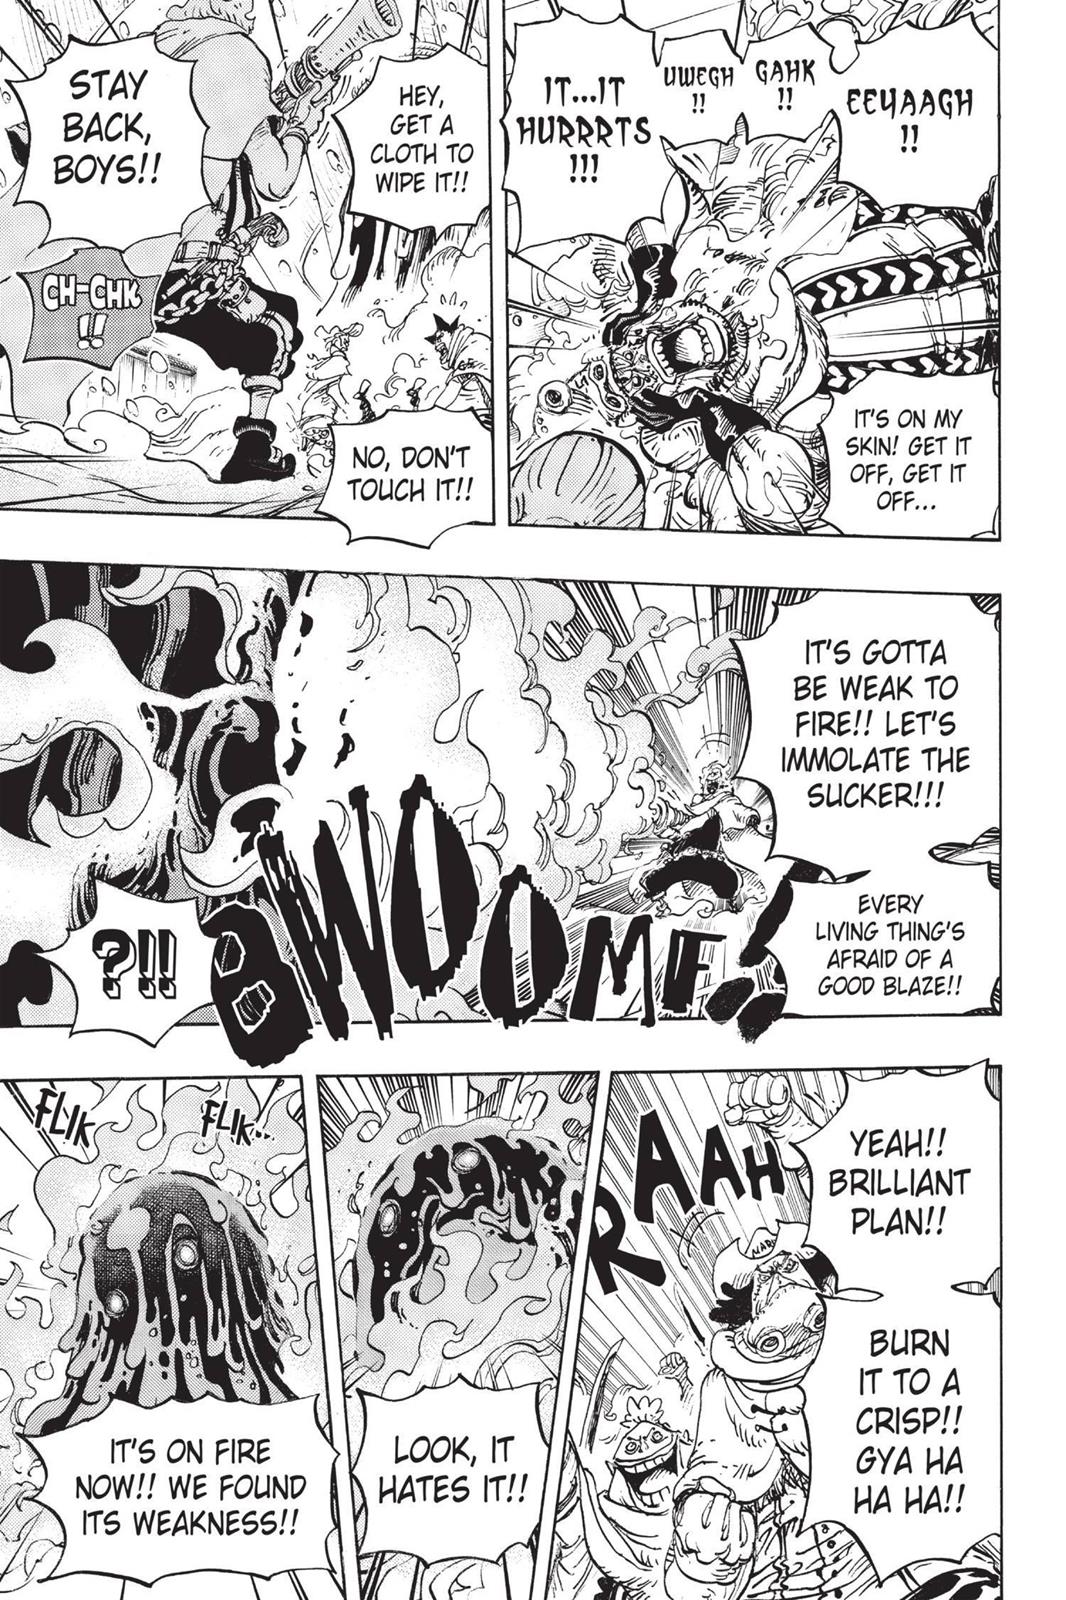 EEYAAGH
!!
GAHK
!!
UWEGH
!!
IT...IT
HURRRTS
!!!
IT'S ON MY
SKIN! GET IT
OFF, GET IT
OFF...
HEY,
GET A
CLOTH TO
WIPE IT!!
NO, DON'T
TOUCH IT!!
STAY
BACK,
BOYS!!
CH-CHK
!!
IT'S GOTTA
BE WEAK TO
FIRE!! LET'S
IMMOLATE THE
SUCKER!!!
EVERY
LIVING THING'S
AFRAID OF A
GOOD BLAZE!!
BWOOMF!
?!!
YEAH!!
BRILLIANT
PLAN!!
RAAAH
BURN
IT TO A
CRISP!!
GYA HA
HA HA!!
LOOK, IT
HATES IT!!
FLIK..
FLIK
IT'S ON FIRE
NOW!! WE FOUND
ITS WEAKNESS!!